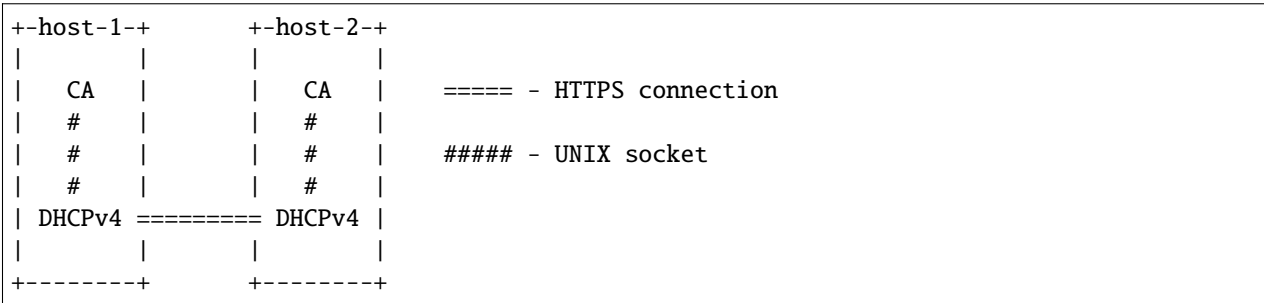 +-host-1-+       +-host-2-+
|        |       |        |
|   CA   |       |   CA   |    ===== - HTTPS connection
|   #    |       |   #    |
|   #    |       |   #    |    ##### - UNIX socket
|   #    |       |   #    |
| DHCPv4 ========= DHCPv4 |
|        |       |        |
+--------+       +--------+